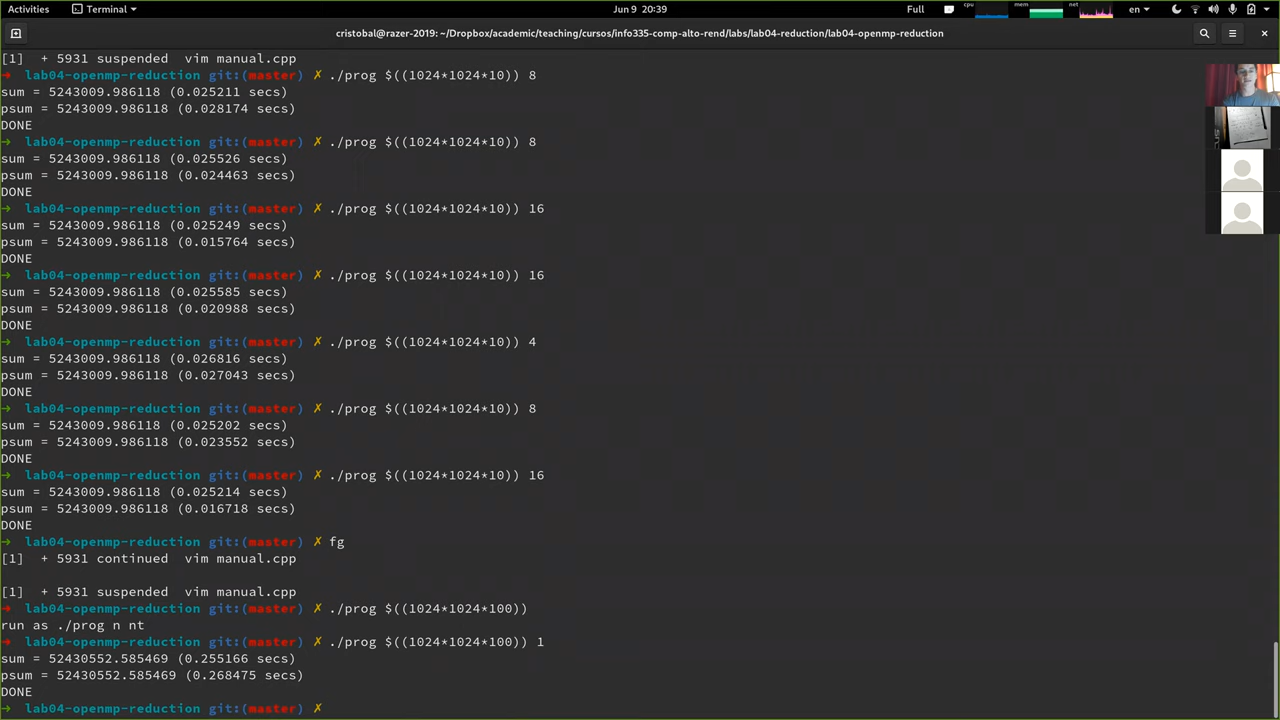 Activities
Terminal
Jun 9 20:39
Full
cpu
mem
net
en
cristobal@razer-2019: ~/Dropbox/academic/teaching/cursos/info335-comp-alto-rend/labs/lab04-reduction/lab04-openmp-reduction
[1]  + 5931 suspended  vim manual.cpp
→  lab04-openmp-reduction git:(master) ✗ ./prog $((1024*1024*10)) 8
sum = 5243009.986118 (0.025211 secs)
psum = 5243009.986118 (0.028174 secs)
DONE
→  lab04-openmp-reduction git:(master) ✗ ./prog $((1024*1024*10)) 8
sum = 5243009.986118 (0.025526 secs)
psum = 5243009.986118 (0.024463 secs)
DONE
→  lab04-openmp-reduction git:(master) ✗ ./prog $((1024*1024*10)) 16
sum = 5243009.986118 (0.025249 secs)
psum = 5243009.986118 (0.015764 secs)
DONE
→  lab04-openmp-reduction git:(master) ✗ ./prog $((1024*1024*10)) 16
sum = 5243009.986118 (0.025585 secs)
psum = 5243009.986118 (0.020988 secs)
DONE
→  lab04-openmp-reduction git:(master) ✗ ./prog $((1024*1024*10)) 4
sum = 5243009.986118 (0.026816 secs)
psum = 5243009.986118 (0.027043 secs)
DONE
→  lab04-openmp-reduction git:(master) ✗ ./prog $((1024*1024*10)) 8
sum = 5243009.986118 (0.025202 secs)
psum = 5243009.986118 (0.023552 secs)
DONE
→  lab04-openmp-reduction git:(master) ✗ ./prog $((1024*1024*10)) 16
sum = 5243009.986118 (0.025214 secs)
psum = 5243009.986118 (0.016718 secs)
DONE
→  lab04-openmp-reduction git:(master) ✗ fg
[1]  + 5931 continued  vim manual.cpp
[1]  + 5931 suspended  vim manual.cpp
→  lab04-openmp-reduction git:(master) ✗ ./prog $((1024*1024*100))
run as ./prog n nt
→  lab04-openmp-reduction git:(master) ✗ ./prog $((1024*1024*100)) 1
sum = 52430552.585469 (0.255166 secs)
psum = 52430552.585469 (0.268475 secs)
DONE
→  lab04-openmp-reduction git:(master) ✗